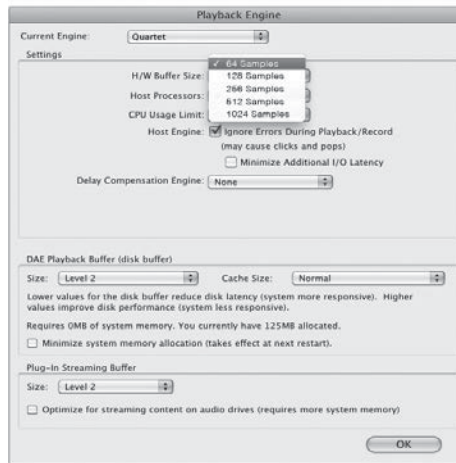 Playback Engine
Current Engine: Quartet
Settings
✓ 64 Samples
H/W Buffer Size: 128 Samples
256 Samples
Host Processors:
512 Samples
CPU Usage Limit: 1024 Samples
Host Engine: Ignore Errors During Playback/Record
(may cause clicks and pops)
Minimize Additional I/O Latency
Delay Compensation Engine: None
DAE Playback Buffer (disk buffer)
Size: Level 2 Cache Size: Normal
Lower values for the disk buffer reduce disk latency (system more responsive). Higher
values improve disk performance (system less responsive).
Requires 0MB of system memory. You currently have 125MB allocated.
Minimize system memory allocation (takes effect at next restart).
Plug-In Streaming Buffer
Size: Level 2
Optimize for streaming content on audio drives (requires more system memory)
OK